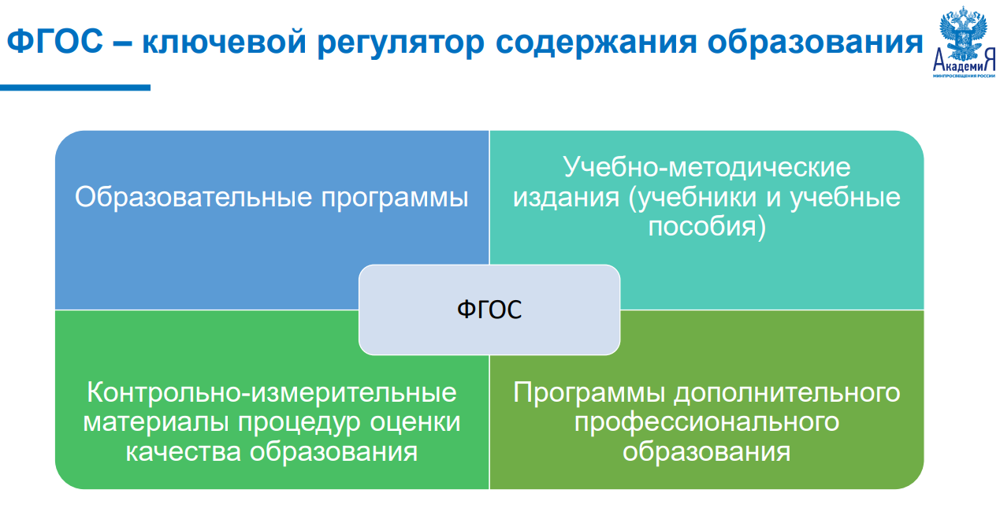 ФГОС – ключевой регулятор содержания образования
АкадемиЯ
МИНПРОСВЕЩЕНИЯ РОССИИ
Образовательные программы
Учебно-методические
издания (учебники и учебные
пособия)
ФГОС
Контрольно-измерительные
материалы процедур оценки
качества образования
Программы дополнительного
профессионального
образования